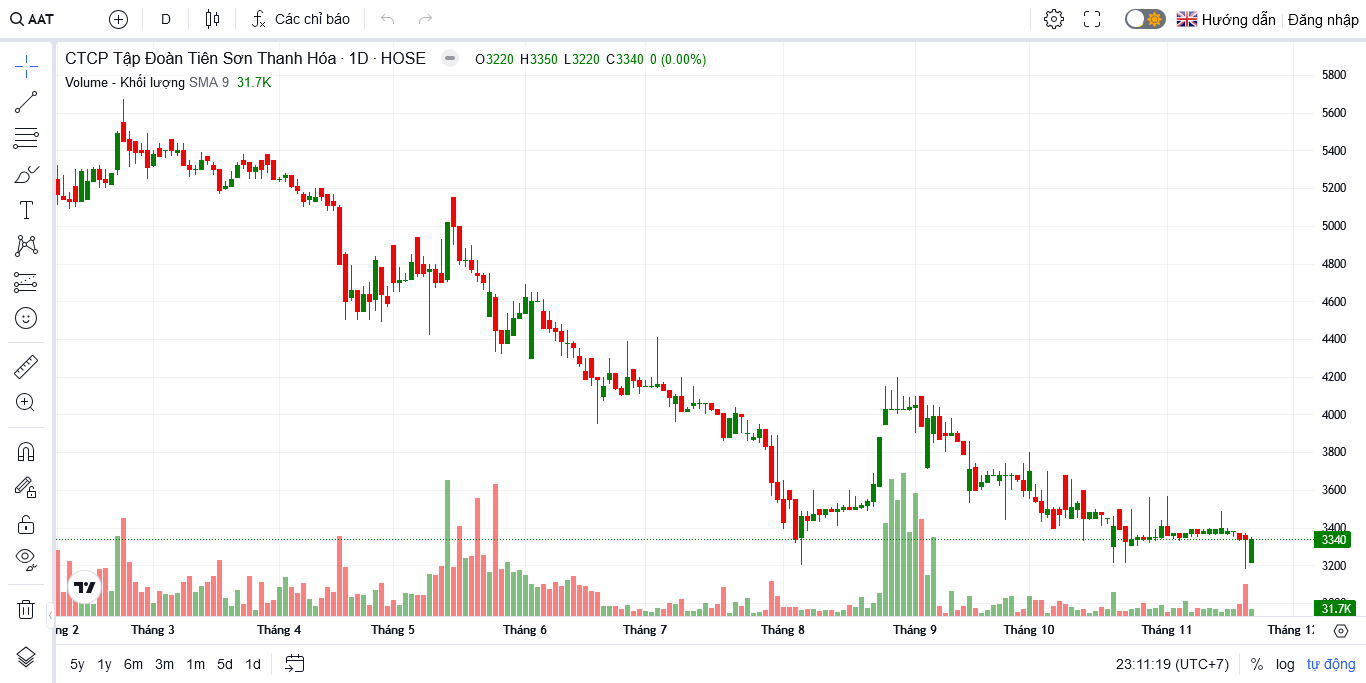 AAT D Các chỉ báo Hướng dẫn Đăng nhập
CTCP Tập Đoàn Tiên Sơn Thanh Hóa · 1D · HOSE O3220 H3350 L3220 C3340 0 (0.00%)
Volume - Khối lượng SMA 9 31.7K
5800
5600
5400
5200
5000
4800
4600
4400
4200
4000
3800
3600
3400
3340
3200
31.7K
ng 2 Tháng 3 Tháng 4 Tháng 5 Tháng 6 Tháng 7 Tháng 8 Tháng 9 Tháng 10 Tháng 11 Tháng 1
5y 1y 6m 3m 1m 5d 1d 23:11:19 (UTC+7) % log tự động